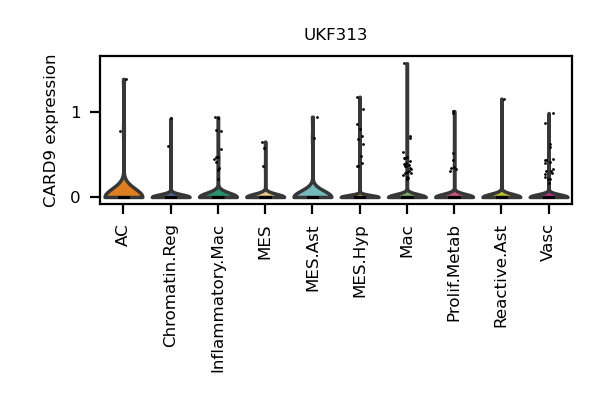 UKF313
CARD9 expression
1
0
AC
Chromatin.Reg
Inflammatory.Mac
MES
MES.Ast
MES.Hyp
Mac
Prolif.Metab
Reactive.Ast
Vasc